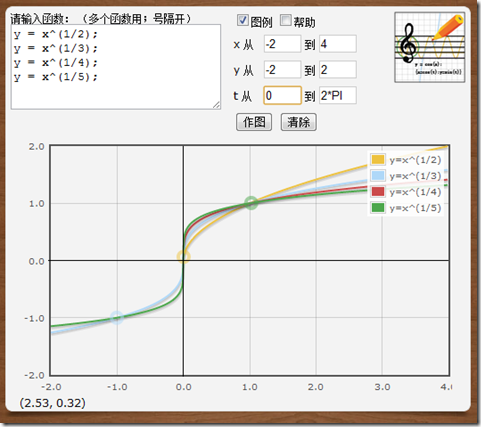 请输入函数: (多个函数用; 号隔开)
y = x^(1/2);
y = x^(1/3);
y = x^(1/4);
y = x^(1/5);
图例 帮助
x 从 -2 到 4
y 从 -2 到 2
t 从 0 到 2*PI
作图 清除
2.0
1.0
0.0
-1.0
-2.0
-2.0 -1.0 0.0 1.0 2.0 3.0 4.0
y=x^(1/2)
y=x^(1/3)
y=x^(1/4)
y=x^(1/5)
(2.53, 0.32)